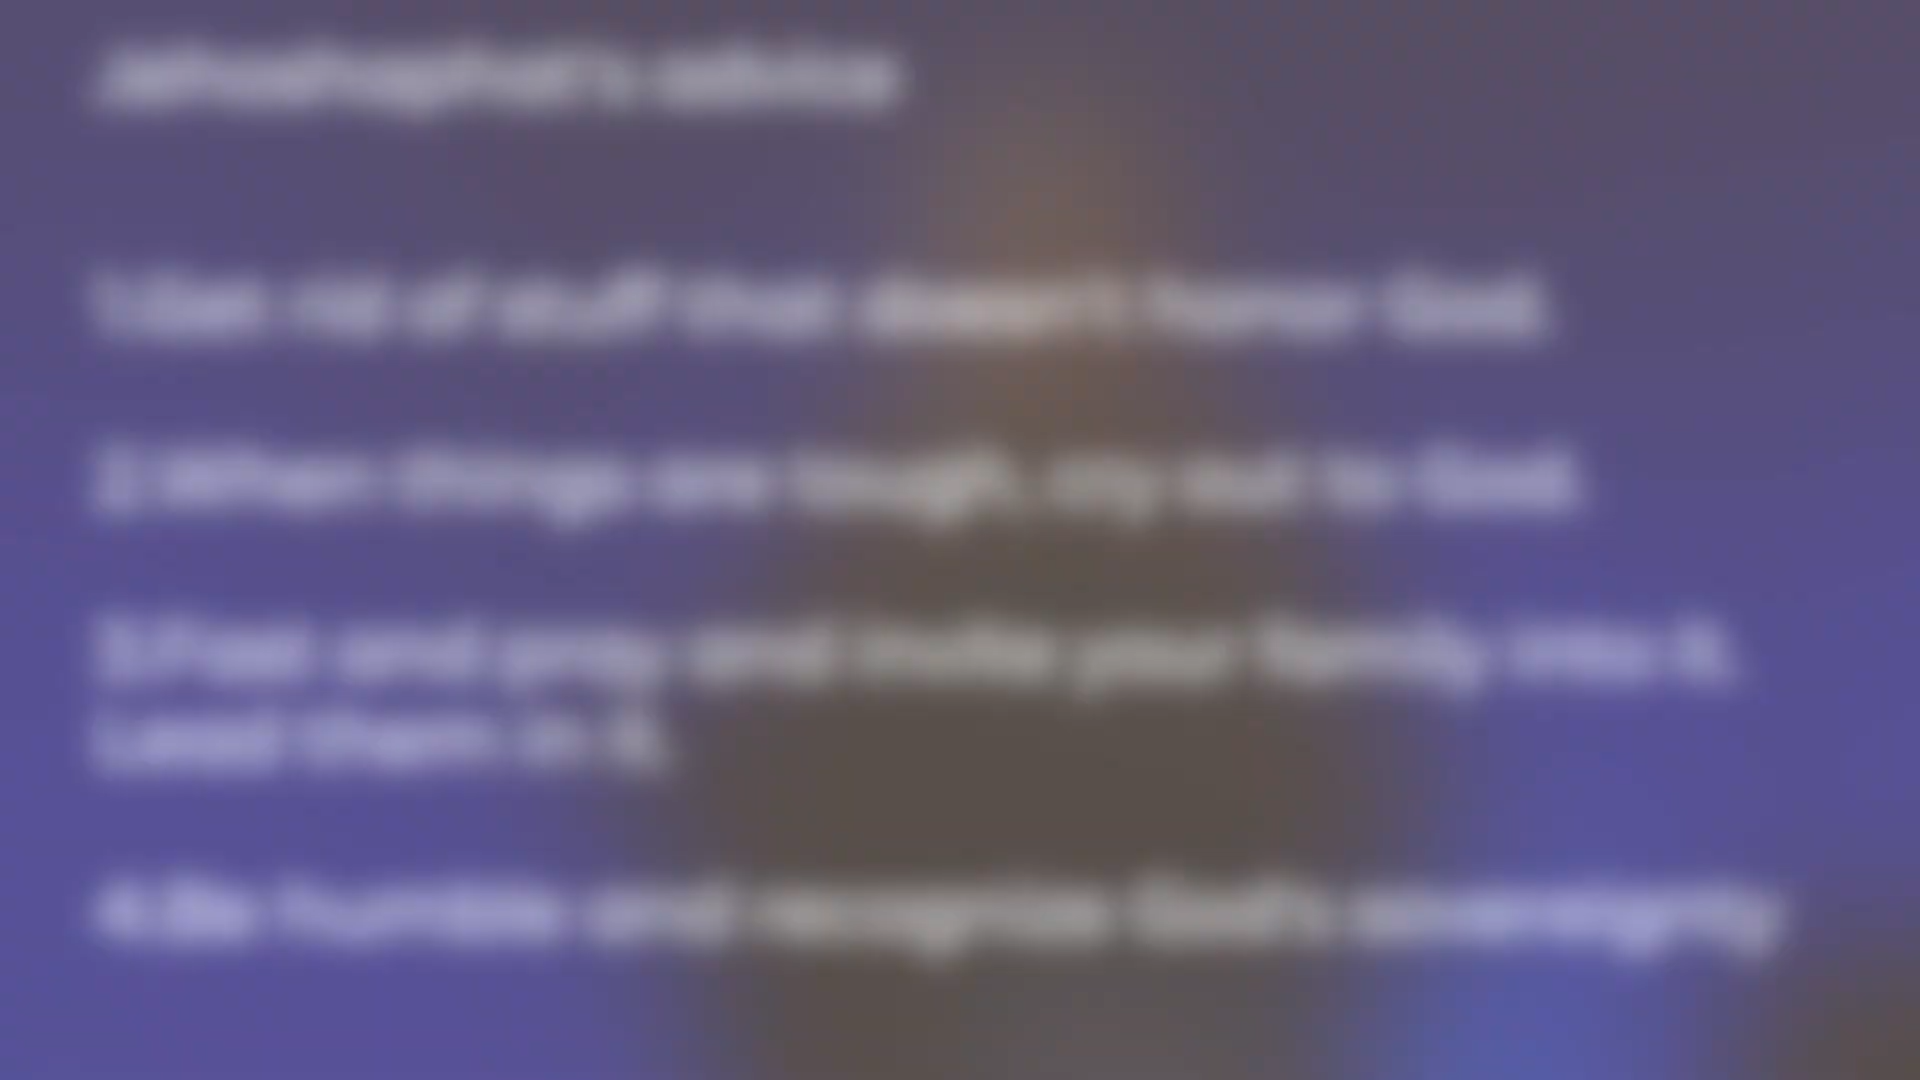 Jehoshaphat's advice
1.Get rid of stuff that doesn't honor God.
2.When things are tough, cry out to God.
3.Fast and pray and invite your family into it.
Lead them in it.
4.Be humble and recognize God's sovereignty